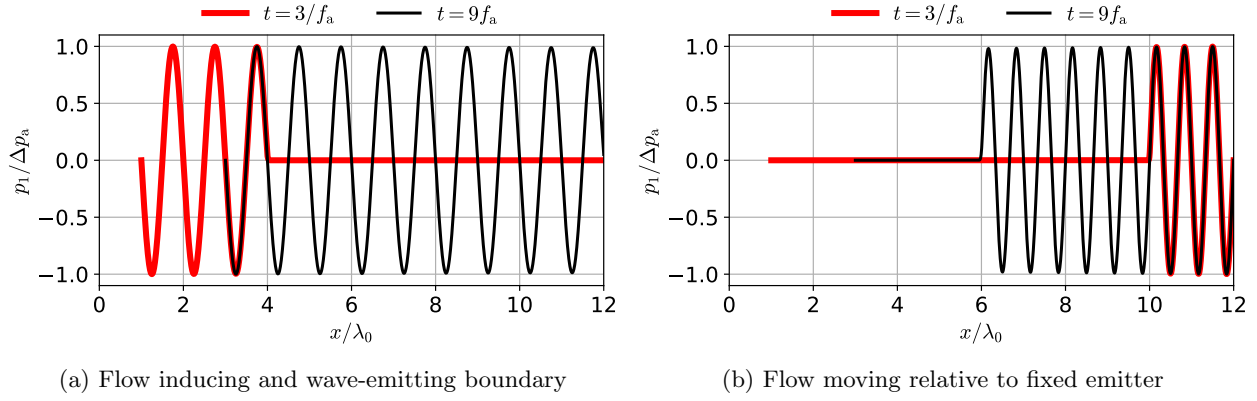 t = 3/f_a t = 9f_a
1.0
0.5
0.0
−0.5
−1.0
p_1/Δp_a
0 2 4 6 8 10 12
x/λ_0
(a) Flow inducing and wave-emitting boundary
t = 3/f_a t = 9f_a
1.0
0.5
0.0
−0.5
−1.0
p_1/Δp_a
0 2 4 6 8 10 12
x/λ_0
(b) Flow moving relative to fixed emitter